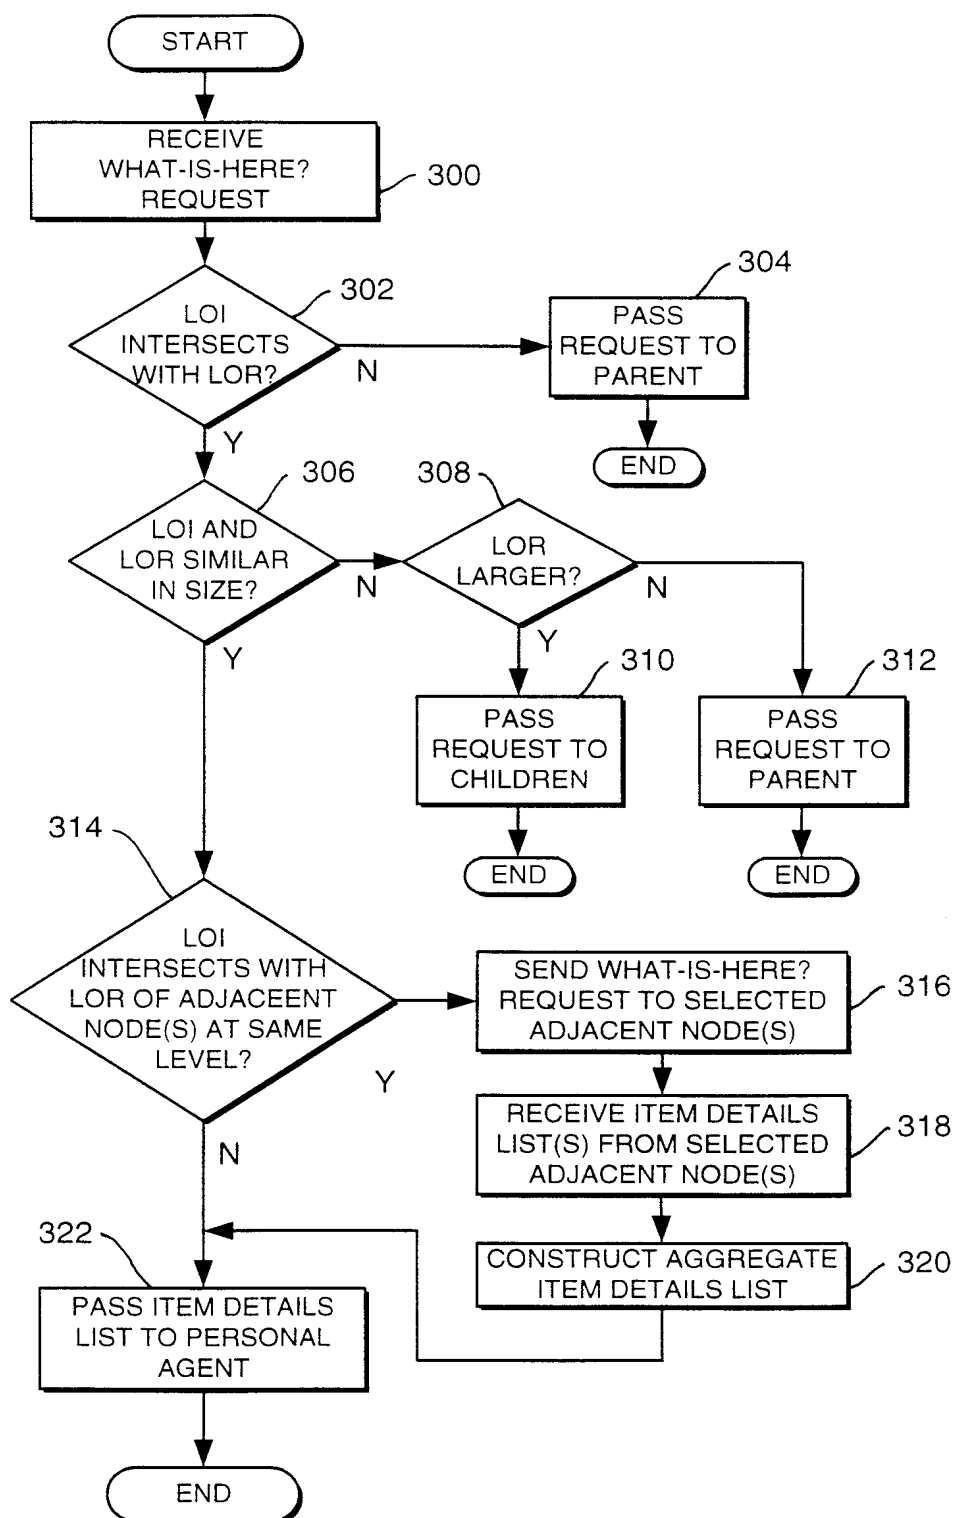 START
RECEIVE
WHAT-IS-HERE?
REQUEST
300
LOI
INTERSECTS
WITH LOR?
302
N
Y
304
PASS
REQUEST TO
PARENT
END
LOI AND
LOR SIMILAR
IN SIZE?
306
N
Y
308
LOR
LARGER?
N
Y
310
PASS
REQUEST TO
CHILDREN
END
312
PASS
REQUEST TO
PARENT
END
314
LOI
INTERSECTS WITH
LOR OF ADJACEENT
NODE(S) AT SAME
LEVEL?
Y
N
SEND WHAT-IS-HERE?
REQUEST TO SELECTED
ADJACENT NODE(S)
316
RECEIVE ITEM DETAILS
LIST(S) FROM SELECTED
ADJACENT NODE(S)
318
CONSTRUCT AGGREGATE
ITEM DETAILS LIST
320
322
PASS ITEM DETAILS
LIST TO PERSONAL
AGENT
END